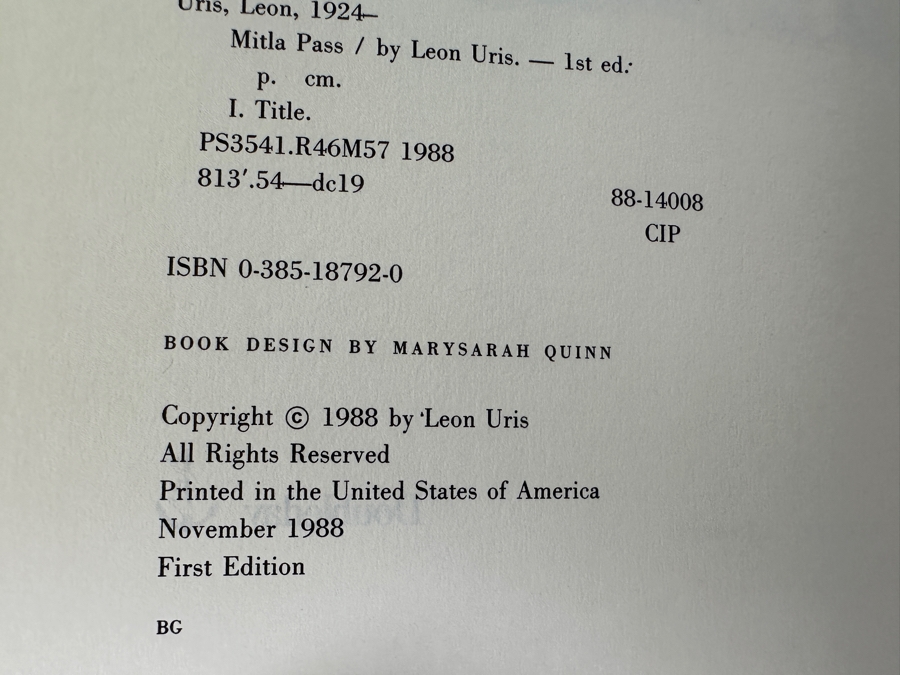 Uris, Leon, 1924–
Mitla Pass / by Leon Uris. — 1st ed.
p. cm.
I. Title.
PS3541.R46M57 1988
813'.54—dc19
88-14008
CIP
ISBN 0-385-18792-0
BOOK DESIGN BY MARYSARAH QUINN
Copyright © 1988 by Leon Uris
All Rights Reserved
Printed in the United States of America
November 1988
First Edition
BG